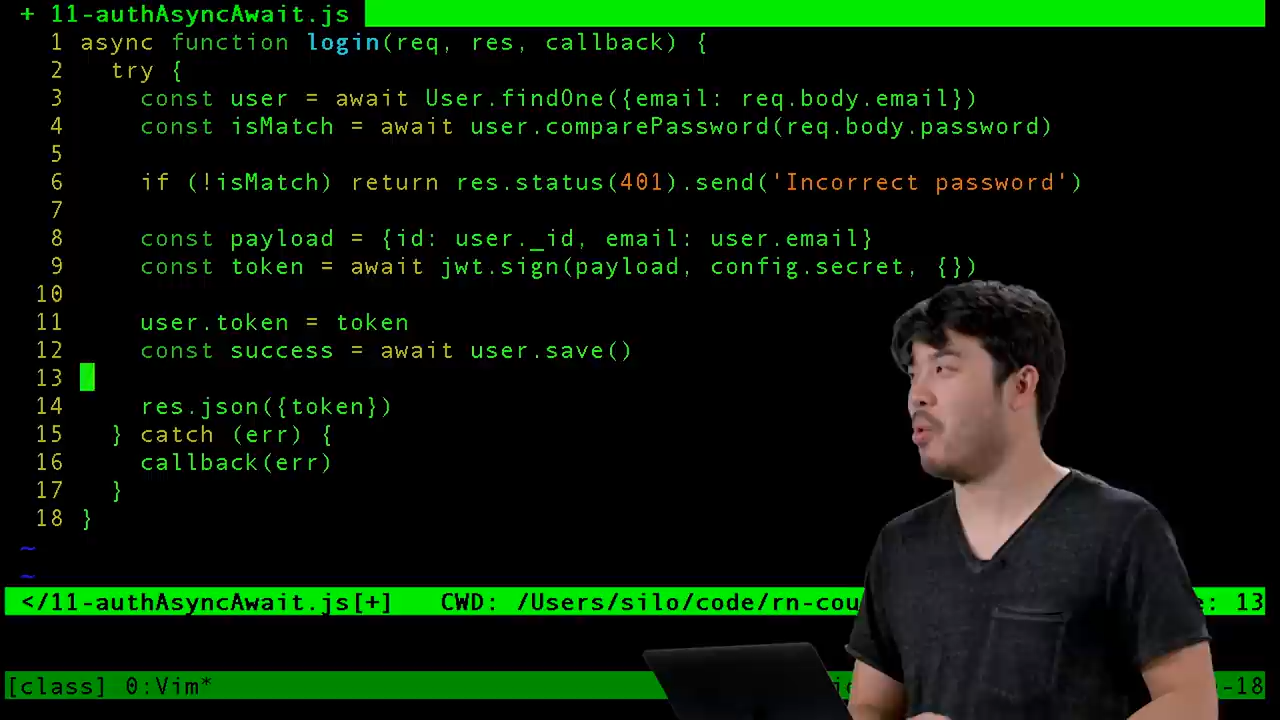 + 11-authAsyncAwait.js
1 async function login(req, res, callback) {
2   try {
3     const user = await User.findOne({email: req.body.email})
4     const isMatch = await user.comparePassword(req.body.password)
5
6     if (!isMatch) return res.status(401).send('Incorrect password')
7
8     const payload = {id: user._id, email: user.email}
9     const token = await jwt.sign(payload, config.secret, {})
10
11     user.token = token
12     const success = await user.save()
13
14     res.json({token})
15   } catch (err) {
16     callback(err)
17   }
18 }
~
~
</11-authAsyncAwait.js[+]   CWD: /Users/silo/code/rn-cou : 13
[class] 0:Vim* -18